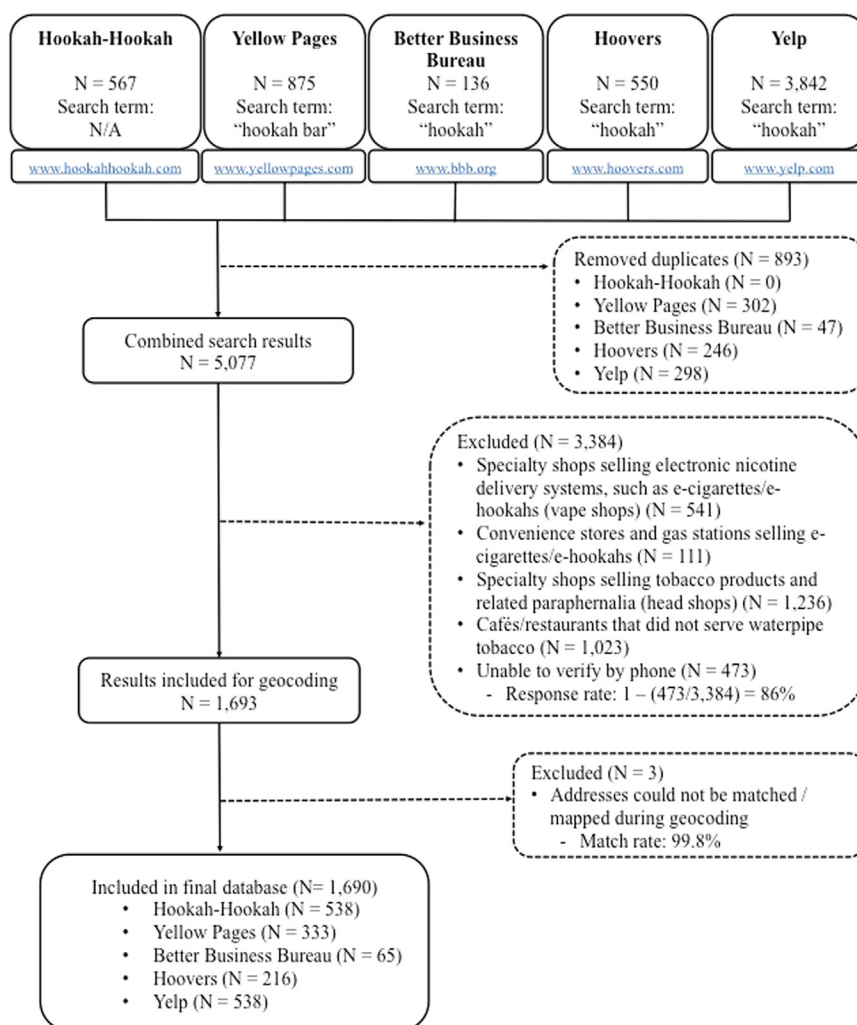 Hookah-Hookah
N = 567
Search term:
N/A
www.hookahhookah.com
Yellow Pages
N = 875
Search term:
“hookah bar”
www.yellowpages.com
Better Business
Bureau
N = 136
Search term:
“hookah”
www.bbb.org
Hoovers
N = 550
Search term:
“hookah”
www.hoovers.com
Yelp
N = 3,842
Search term:
“hookah”
www.yelp.com
Removed duplicates (N = 893)
• Hookah-Hookah (N = 0)
• Yellow Pages (N = 302)
• Better Business Bureau (N = 47)
• Hoovers (N = 246)
• Yelp (N = 298)
Combined search results
N = 5,077
Excluded (N = 3,384)
• Specialty shops selling electronic nicotine
delivery systems, such as e-cigarettes/e-
hookahs (vape shops) (N = 541)
• Convenience stores and gas stations selling e-
cigarettes/e-hookahs (N = 111)
• Specialty shops selling tobacco products and
related paraphernalia (head shops) (N = 1,236)
• Cafés/restaurants that did not serve waterpipe
tobacco (N = 1,023)
• Unable to verify by phone (N = 473)
- Response rate: 1 – (473/3,384) = 86%
Results included for geocoding
N = 1,693
Excluded (N = 3)
• Addresses could not be matched /
mapped during geocoding
- Match rate: 99.8%
Included in final database (N= 1,690)
• Hookah-Hookah (N = 538)
• Yellow Pages (N = 333)
• Better Business Bureau (N = 65)
• Hoovers (N = 216)
• Yelp (N = 538)